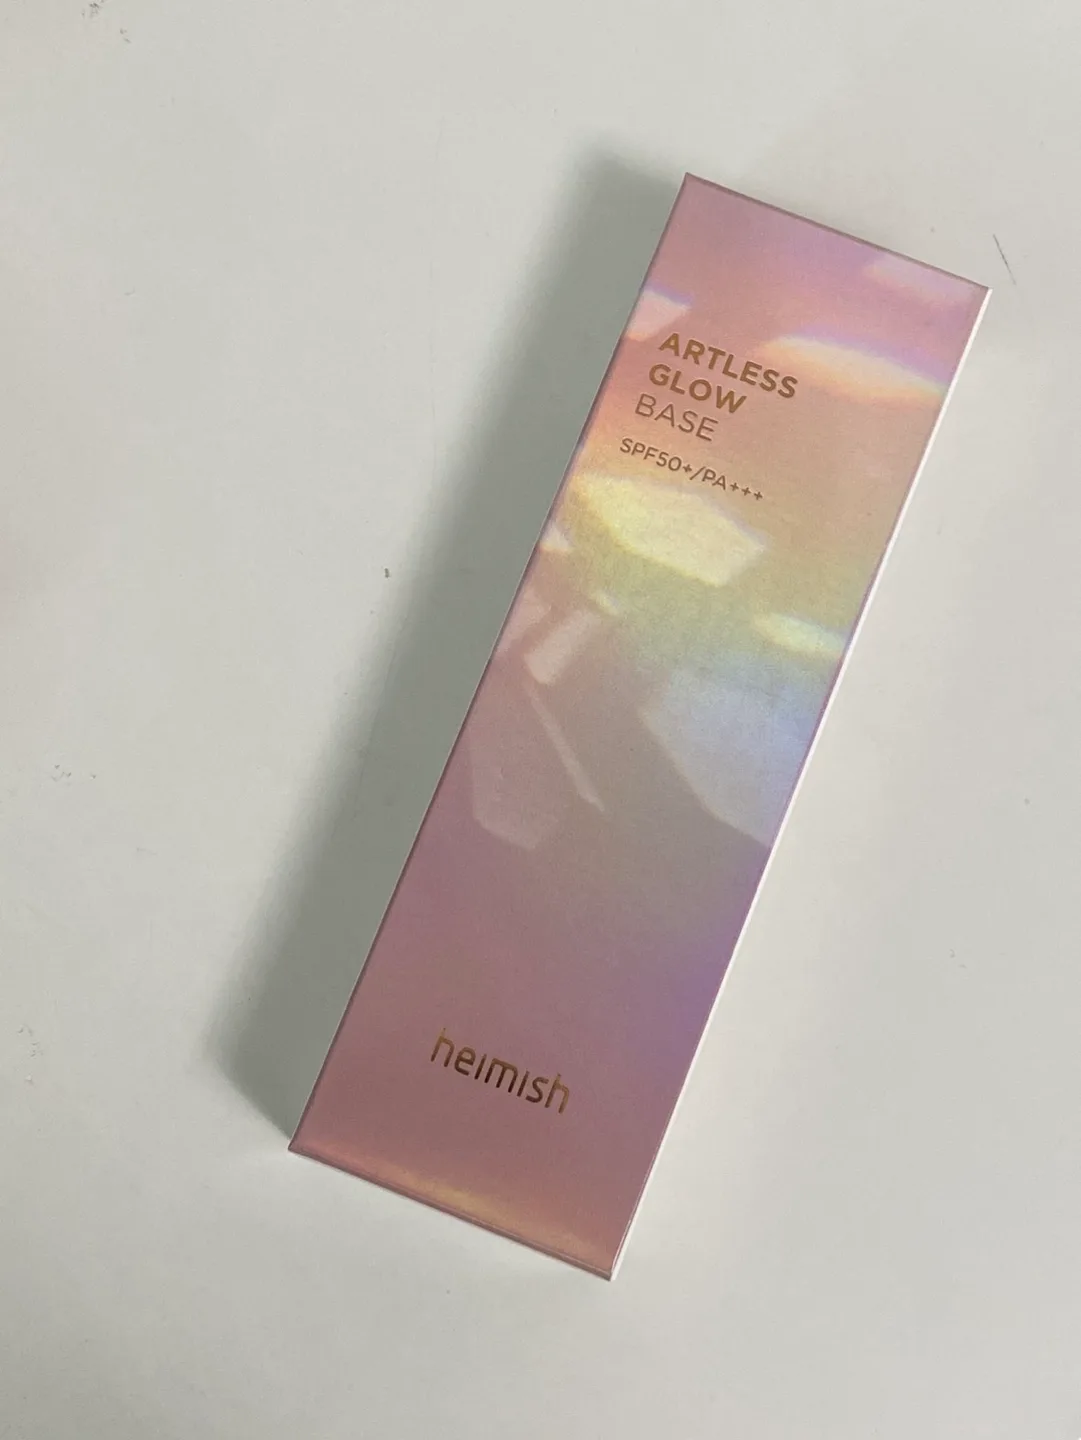 ARTLESS
GLOW
BASE
SPF50+/PA+++
heimish